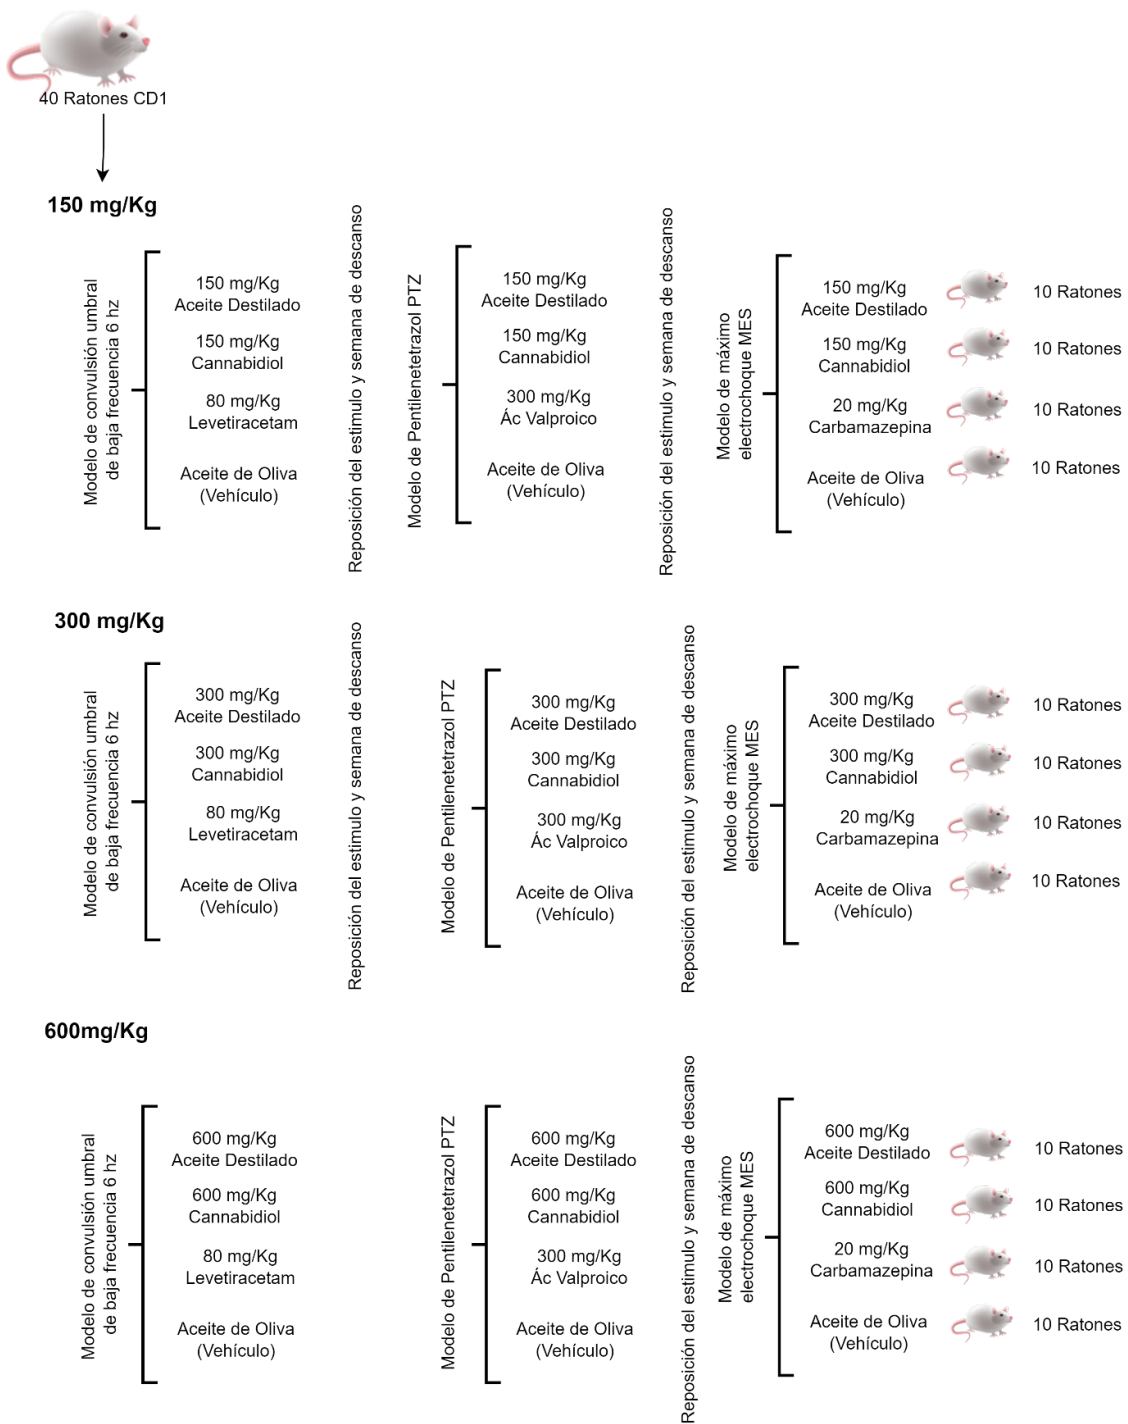 40 Ratones CD1
150 mg/Kg
Modelo de convulsión umbral
de baja frecuencia 6 hz
150 mg/Kg
Aceite Destilado
150 mg/Kg
Cannabidiol
80 mg/Kg
Levetiracetam
Aceite de Oliva
(Vehículo)
Reposición del estimulo y semana de descanso
Modelo de Pentilenetetrazol PTZ
150 mg/Kg
Aceite Destilado
150 mg/Kg
Cannabidiol
300 mg/Kg
Ác Valproico
Aceite de Oliva
(Vehículo)
Reposición del estimulo y semana de descanso
Modelo de máximo
electrochoque MES
150 mg/Kg
Aceite Destilado
150 mg/Kg
Cannabidiol
20 mg/Kg
Carbamazepina
Aceite de Oliva
(Vehículo)
10 Ratones
10 Ratones
10 Ratones
10 Ratones
300 mg/Kg
Modelo de convulsión umbral
de baja frecuencia 6 hz
300 mg/Kg
Aceite Destilado
300 mg/Kg
Cannabidiol
80 mg/Kg
Levetiracetam
Aceite de Oliva
(Vehículo)
Reposición del estimulo y semana de descanso
Modelo de Pentilenetetrazol PTZ
300 mg/Kg
Aceite Destilado
300 mg/Kg
Cannabidiol
300 mg/Kg
Ác Valproico
Aceite de Oliva
(Vehículo)
Reposición del estimulo y semana de descanso
Modelo de máximo
electrochoque MES
300 mg/Kg
Aceite Destilado
300 mg/Kg
Cannabidiol
20 mg/Kg
Carbamazepina
Aceite de Oliva
(Vehículo)
10 Ratones
10 Ratones
10 Ratones
10 Ratones
600mg/Kg
Modelo de convulsión umbral
de baja frecuencia 6 hz
600 mg/Kg
Aceite Destilado
600 mg/Kg
Cannabidiol
80 mg/Kg
Levetiracetam
Aceite de Oliva
(Vehículo)
Modelo de Pentilenetetrazol PTZ
600 mg/Kg
Aceite Destilado
600 mg/Kg
Cannabidiol
300 mg/Kg
Ác Valproico
Aceite de Oliva
(Vehículo)
Reposición del estimulo y semana de descanso
Modelo de máximo
electrochoque MES
600 mg/Kg
Aceite Destilado
600 mg/Kg
Cannabidiol
20 mg/Kg
Carbamazepina
Aceite de Oliva
(Vehículo)
10 Ratones
10 Ratones
10 Ratones
10 Ratones